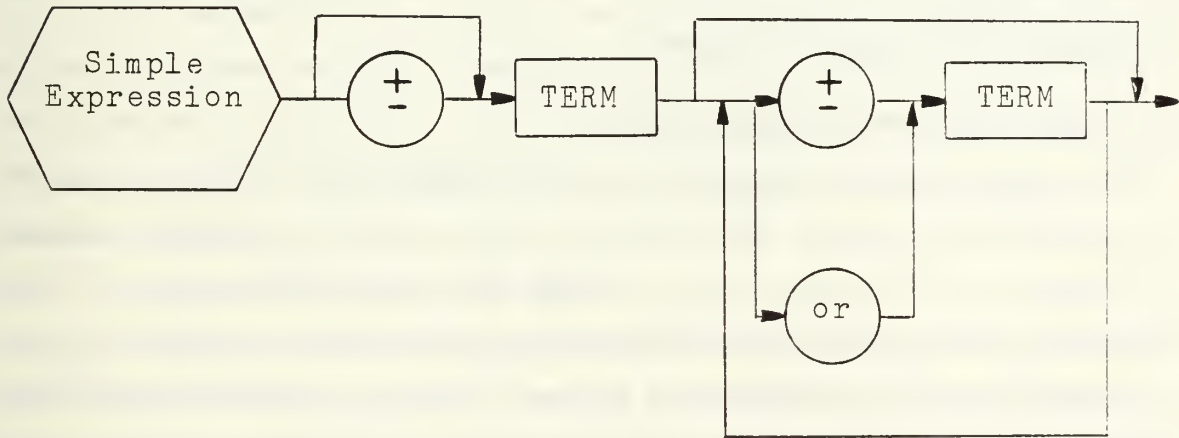 Simple
Expression
+
-
TERM
+
-
TERM
or